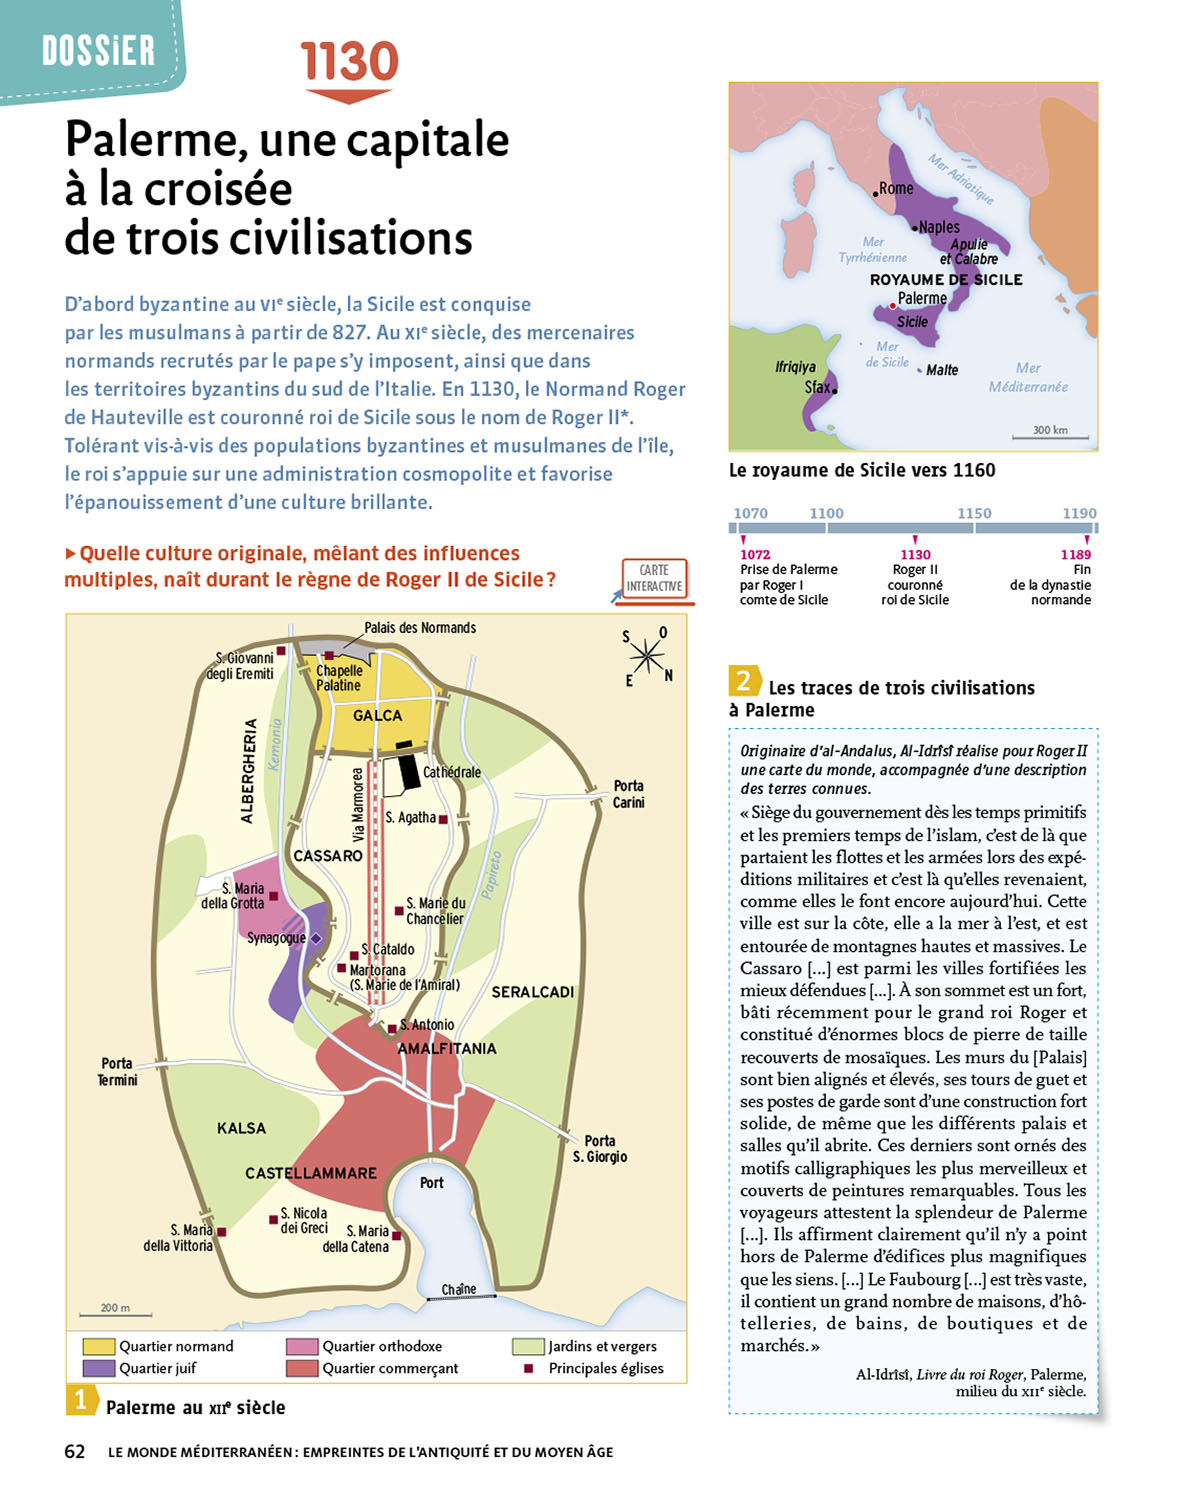 DOSSiER
1130
Palerme, une capitale
à la croisée
de trois civilisations
D'abord byzantine au VIe siècle, la Sicile est conquise
par les musulmans à partir de 827. Au XIe siècle, des mercenaires
normands recrutés par le pape s'y imposent, ainsi que dans
les territoires byzantins du sud de l'Italie. En 1130, le Normand Roger
de Hauteville est couronné roi de Sicile sous le nom de Roger II*.
Tolérant vis-à-vis des populations byzantines et musulmanes de l'île,
le roi s'appuie sur une administration cosmopolite et favorise
l'épanouissement d'une culture brillante.
▶ Quelle culture originale, mêlant des influences
multiples, naît durant le règne de Roger II de Sicile ?
CARTE
INTERACTIVE
Palais des Normands
S
O
E
N
S. Giovanni
degli Eremiti
Chapelle
Palatine
GALCA
ALBERGHERIA
Kemonia
Cathédrale
Via Marmorea
Porta
Carini
S. Agatha
CASSARO
Papireto
S. Maria
della Grotta
S. Marie du
Chancelier
Synagogue
S. Cataldo
Martorana
(S. Marie de l'Amiral)
SERALCADI
S. Antonio
AMALFITANIA
Porta
Termini
KALSA
Porta
S. Giorgio
CASTELLAMMARE
Port
S. Nicola
dei Greci
S. Maria
della Vittoria
S. Maria
della Catena
Chaîne
200 m
Quartier normand
Quartier orthodoxe
Jardins et vergers
Quartier juif
Quartier commerçant
Principales églises
1 Palerme au XIIe siècle
Mer Adriatique
Rome
Naples
Mer
Tyrrhénienne
Apulie
et Calabre
ROYAUME DE SICILE
Palerme
Sicile
Mer
de Sicile
Malte
Ifriqiya
Sfax
Mer
Méditerranée
300 km
Le royaume de Sicile vers 1160
1070
1100
1150
1190
1072
Prise de Palerme
par Roger I
comte de Sicile
1130
Roger II
couronné
roi de Sicile
1189
Fin
de la dynastie
normande
2 Les traces de trois civilisations
à Palerme
Originaire d'al-Andalus, Al-Idrîsî réalise pour Roger II
une carte du monde, accompagnée d'une description
des terres connues.
« Siège du gouvernement dès les temps primitifs
et les premiers temps de l'islam, c'est de là que
partaient les flottes et les armées lors des expé-
ditions militaires et c'est là qu'elles revenaient,
comme elles le font encore aujourd'hui. Cette
ville est sur la côte, elle a la mer à l'est, et est
entourée de montagnes hautes et massives. Le
Cassaro [...] est parmi les villes fortifiées les
mieux défendues [...]. À son sommet est un fort,
bâti récemment pour le grand roi Roger et
constitué d'énormes blocs de pierre de taille
recouverts de mosaïques. Les murs du [Palais]
sont bien alignés et élevés, ses tours de guet et
ses postes de garde sont d'une construction fort
solide, de même que les différents palais et
salles qu'il abrite. Ces derniers sont ornés des
motifs calligraphiques les plus merveilleux et
couverts de peintures remarquables. Tous les
voyageurs attestent la splendeur de Palerme
[...]. Ils affirment clairement qu'il n'y a point
hors de Palerme d'édifices plus magnifiques
que les siens. [...] Le Faubourg [...] est très vaste,
il contient un grand nombre de maisons, d'hô-
telleries, de bains, de boutiques et de
marchés. »
Al-Idrîsî, Livre du roi Roger, Palerme,
milieu du XIIe siècle.
62 LE MONDE MÉDITERRANÉEN : EMPREINTES DE L'ANTIQUITÉ ET DU MOYEN ÂGE